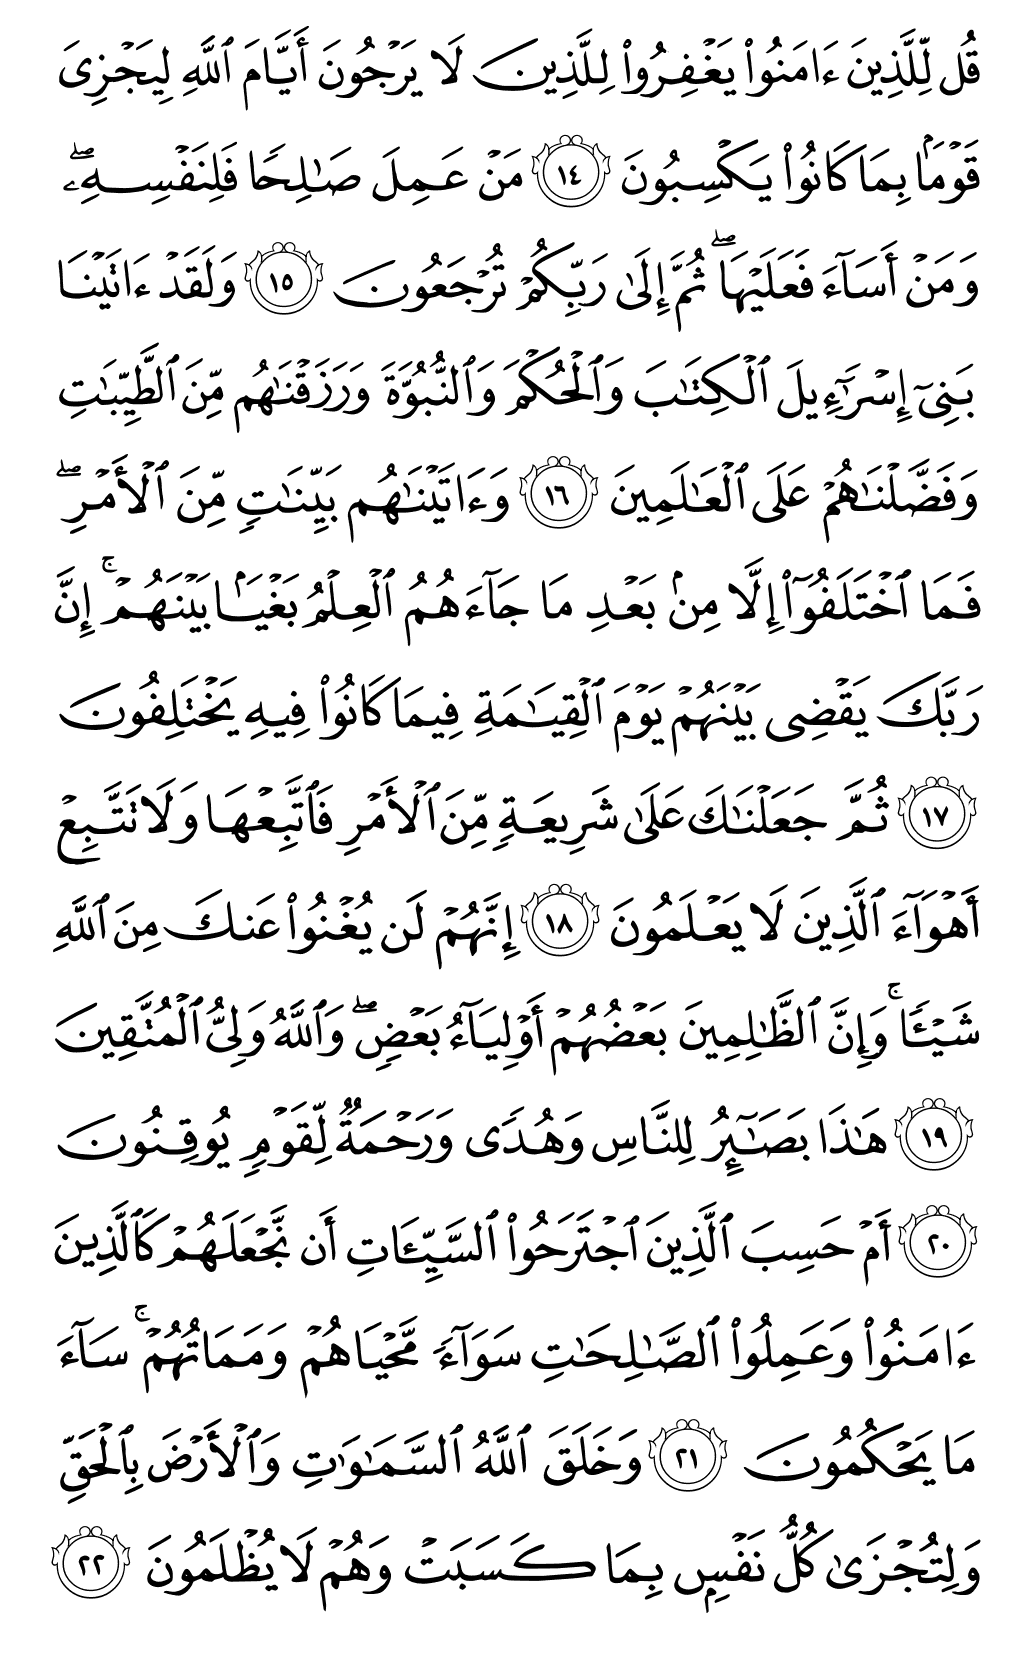 قُل لِّلَّذِينَ ءَامَنُوا۟ يَغْفِرُوا۟ لِلَّذِينَ لَا يَرْجُونَ أَيَّامَ ٱللَّهِ لِيَجْزِىَ
قَوْمًۢا بِمَا كَانُوا۟ يَكْسِبُونَ ١٤ مَنْ عَمِلَ صَـٰلِحًا فَلِنَفْسِهِۦ ۖ
وَمَنْ أَسَآءَ فَعَلَيْهَا ۖ ثُمَّ إِلَىٰ رَبِّكُمْ تُرْجَعُونَ ١٥ وَلَقَدْ ءَاتَيْنَا
بَنِىٓ إِسْرَٰٓءِيلَ ٱلْكِتَـٰبَ وَٱلْحُكْمَ وَٱلنُّبُوَّةَ وَرَزَقْنَـٰهُم مِّنَ ٱلطَّيِّبَـٰتِ
وَفَضَّلْنَـٰهُمْ عَلَى ٱلْعَـٰلَمِينَ ١٦ وَءَاتَيْنَـٰهُم بَيِّنَـٰتٍ مِّنَ ٱلْأَمْرِ ۖ
فَمَا ٱخْتَلَفُوٓا۟ إِلَّا مِنۢ بَعْدِ مَا جَآءَهُمُ ٱلْعِلْمُ بَغْيًۢا بَيْنَهُمْ ۚ إِنَّ
رَبَّكَ يَقْضِى بَيْنَهُمْ يَوْمَ ٱلْقِيَـٰمَةِ فِيمَا كَانُوا۟ فِيهِ يَخْتَلِفُونَ
١٧ ثُمَّ جَعَلْنَـٰكَ عَلَىٰ شَرِيعَةٍ مِّنَ ٱلْأَمْرِ فَٱتَّبِعْهَا وَلَا تَتَّبِعْ
أَهْوَآءَ ٱلَّذِينَ لَا يَعْلَمُونَ ١٨ إِنَّهُمْ لَن يُغْنُوا۟ عَنكَ مِنَ ٱللَّهِ
شَيْـًٔا ۚ وَإِنَّ ٱلظَّـٰلِمِينَ بَعْضُهُمْ أَوْلِيَآءُ بَعْضٍ ۖ وَٱللَّهُ وَلِىُّ ٱلْمُتَّقِينَ
١٩ هَـٰذَا بَصَـٰٓئِرُ لِلنَّاسِ وَهُدًى وَرَحْمَةٌ لِّقَوْمٍ يُوقِنُونَ
٢٠ أَمْ حَسِبَ ٱلَّذِينَ ٱجْتَرَحُوا۟ ٱلسَّيِّـَٔاتِ أَن نَّجْعَلَهُمْ كَٱلَّذِينَ
ءَامَنُوا۟ وَعَمِلُوا۟ ٱلصَّـٰلِحَـٰتِ سَوَآءً مَّحْيَاهُمْ وَمَمَاتُهُمْ ۚ سَآءَ
مَا يَحْكُمُونَ ٢١ وَخَلَقَ ٱللَّهُ ٱلسَّمَـٰوَٰتِ وَٱلْأَرْضَ بِٱلْحَقِّ
وَلِتُجْزَىٰ كُلُّ نَفْسٍۭ بِمَا كَسَبَتْ وَهُمْ لَا يُظْلَمُونَ ٢٢